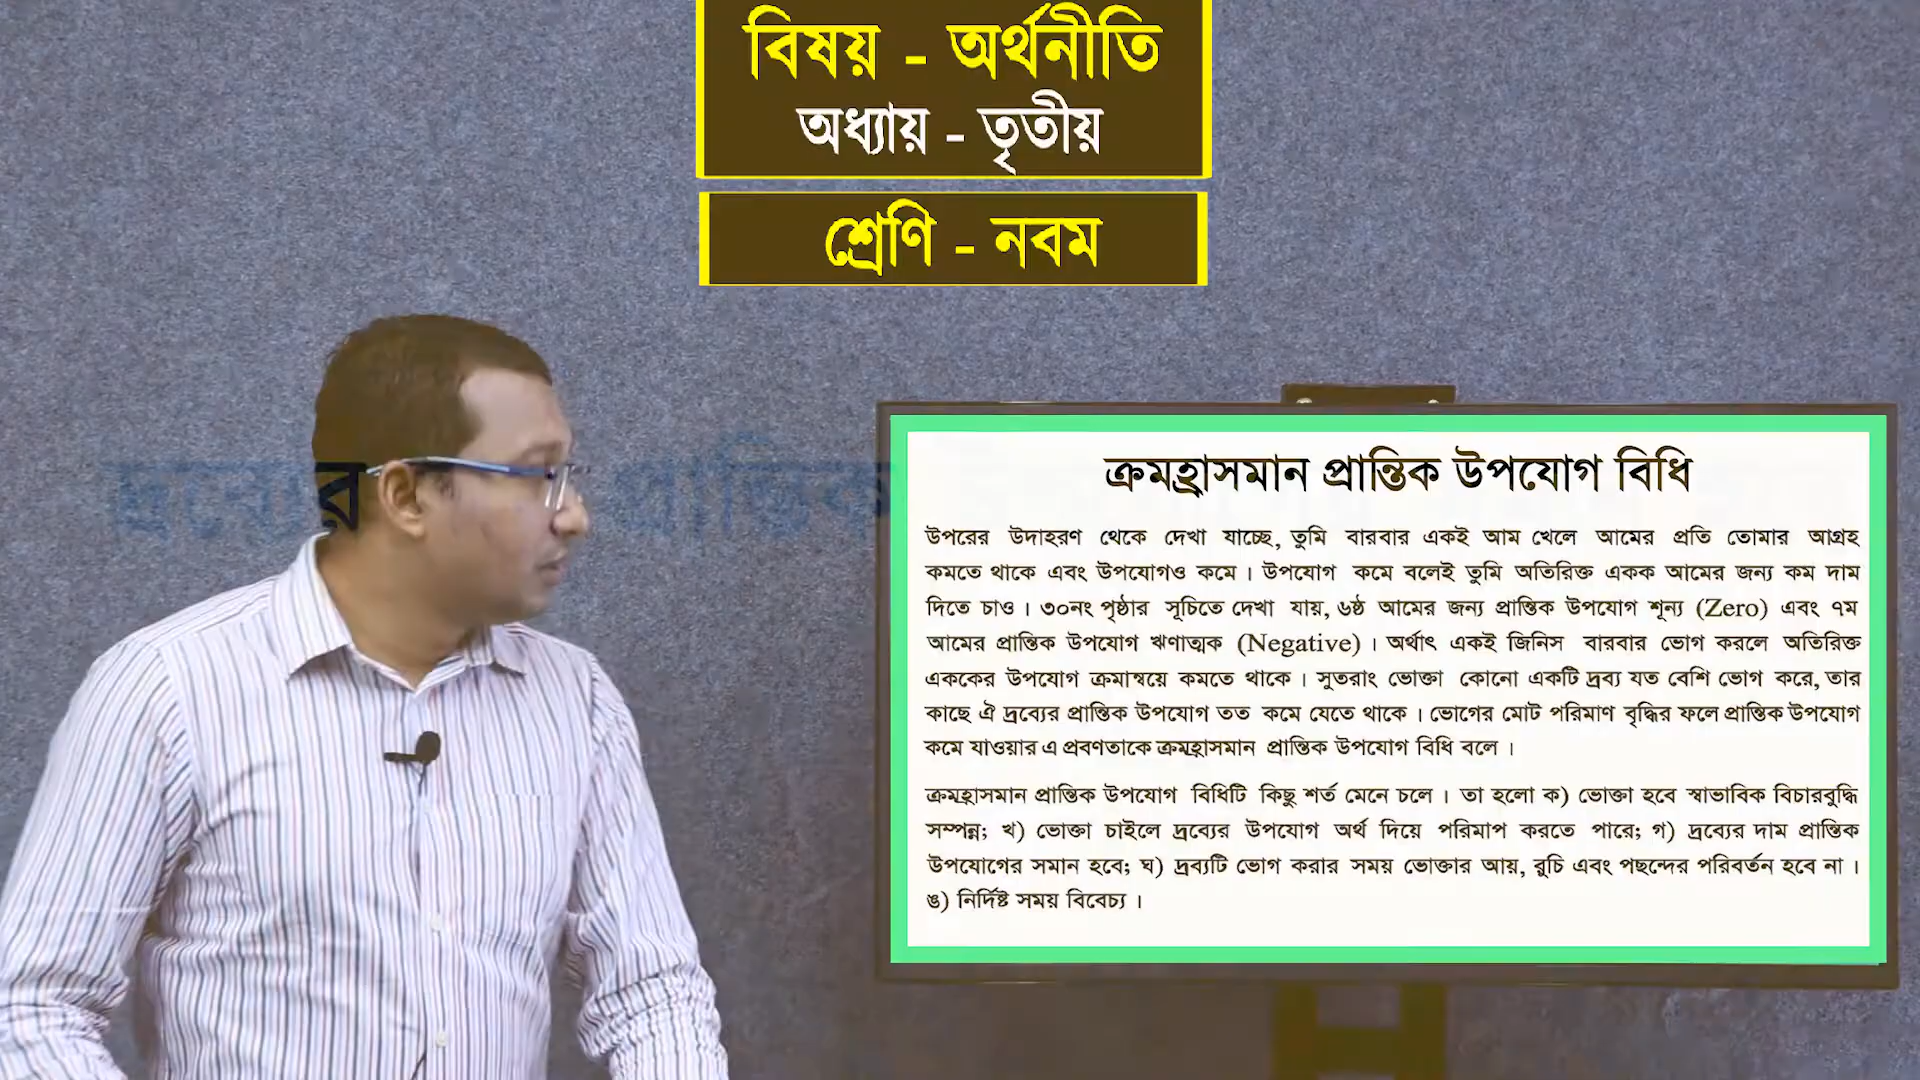 বিষয় - অর্থনীতি
অধ্যায় - তৃতীয়
শ্রেণি - নবম
দ্রব্যের প্রান্তিক
ক্রমহ্রাসমান প্রান্তিক উপযোগ বিধি
উপরের উদাহরণ থেকে দেখা যাচ্ছে, তুমি বারবার একই আম খেলে আমের প্রতি তোমার আগ্রহ
কমতে থাকে এবং উপযোগও কমে । উপযোগ কমে বলেই তুমি অতিরিক্ত একক আমের জন্য কম দাম
দিতে চাও । ৩০নং পৃষ্ঠার সূচিতে দেখা যায়, ৬ষ্ঠ আমের জন্য প্রান্তিক উপযোগ শূন্য (Zero) এবং ৭ম
আমের প্রান্তিক উপযোগ ঋণাত্মক (Negative) । অর্থাৎ একই জিনিস বারবার ভোগ করলে অতিরিক্ত
এককের উপযোগ ক্রমান্বয়ে কমতে থাকে । সুতরাং ভোক্তা কোনো একটি দ্রব্য যত বেশি ভোগ করে, তার
কাছে ঐ দ্রব্যের প্রান্তিক উপযোগ তত কমে যেতে থাকে । ভোগের মোট পরিমাণ বৃদ্ধির ফলে প্রান্তিক উপযোগ
কমে যাওয়ার এ প্রবণতাকে ক্রমহ্রাসমান প্রান্তিক উপযোগ বিধি বলে ।
ক্রমহ্রাসমান প্রান্তিক উপযোগ বিধিটি কিছু শর্ত মেনে চলে । তা হলো ক) ভোক্তা হবে স্বাভাবিক বিচারবুদ্ধি
সম্পন্ন; খ) ভোক্তা চাইলে দ্রব্যের উপযোগ অর্থ দিয়ে পরিমাপ করতে পারে; গ) দ্রব্যের দাম প্রান্তিক
উপযোগের সমান হবে; ঘ) দ্রব্যটি ভোগ করার সময় ভোক্তার আয়, রুচি এবং পছন্দের পরিবর্তন হবে না ।
ঙ) নির্দিষ্ট সময় বিবেচ্য ।